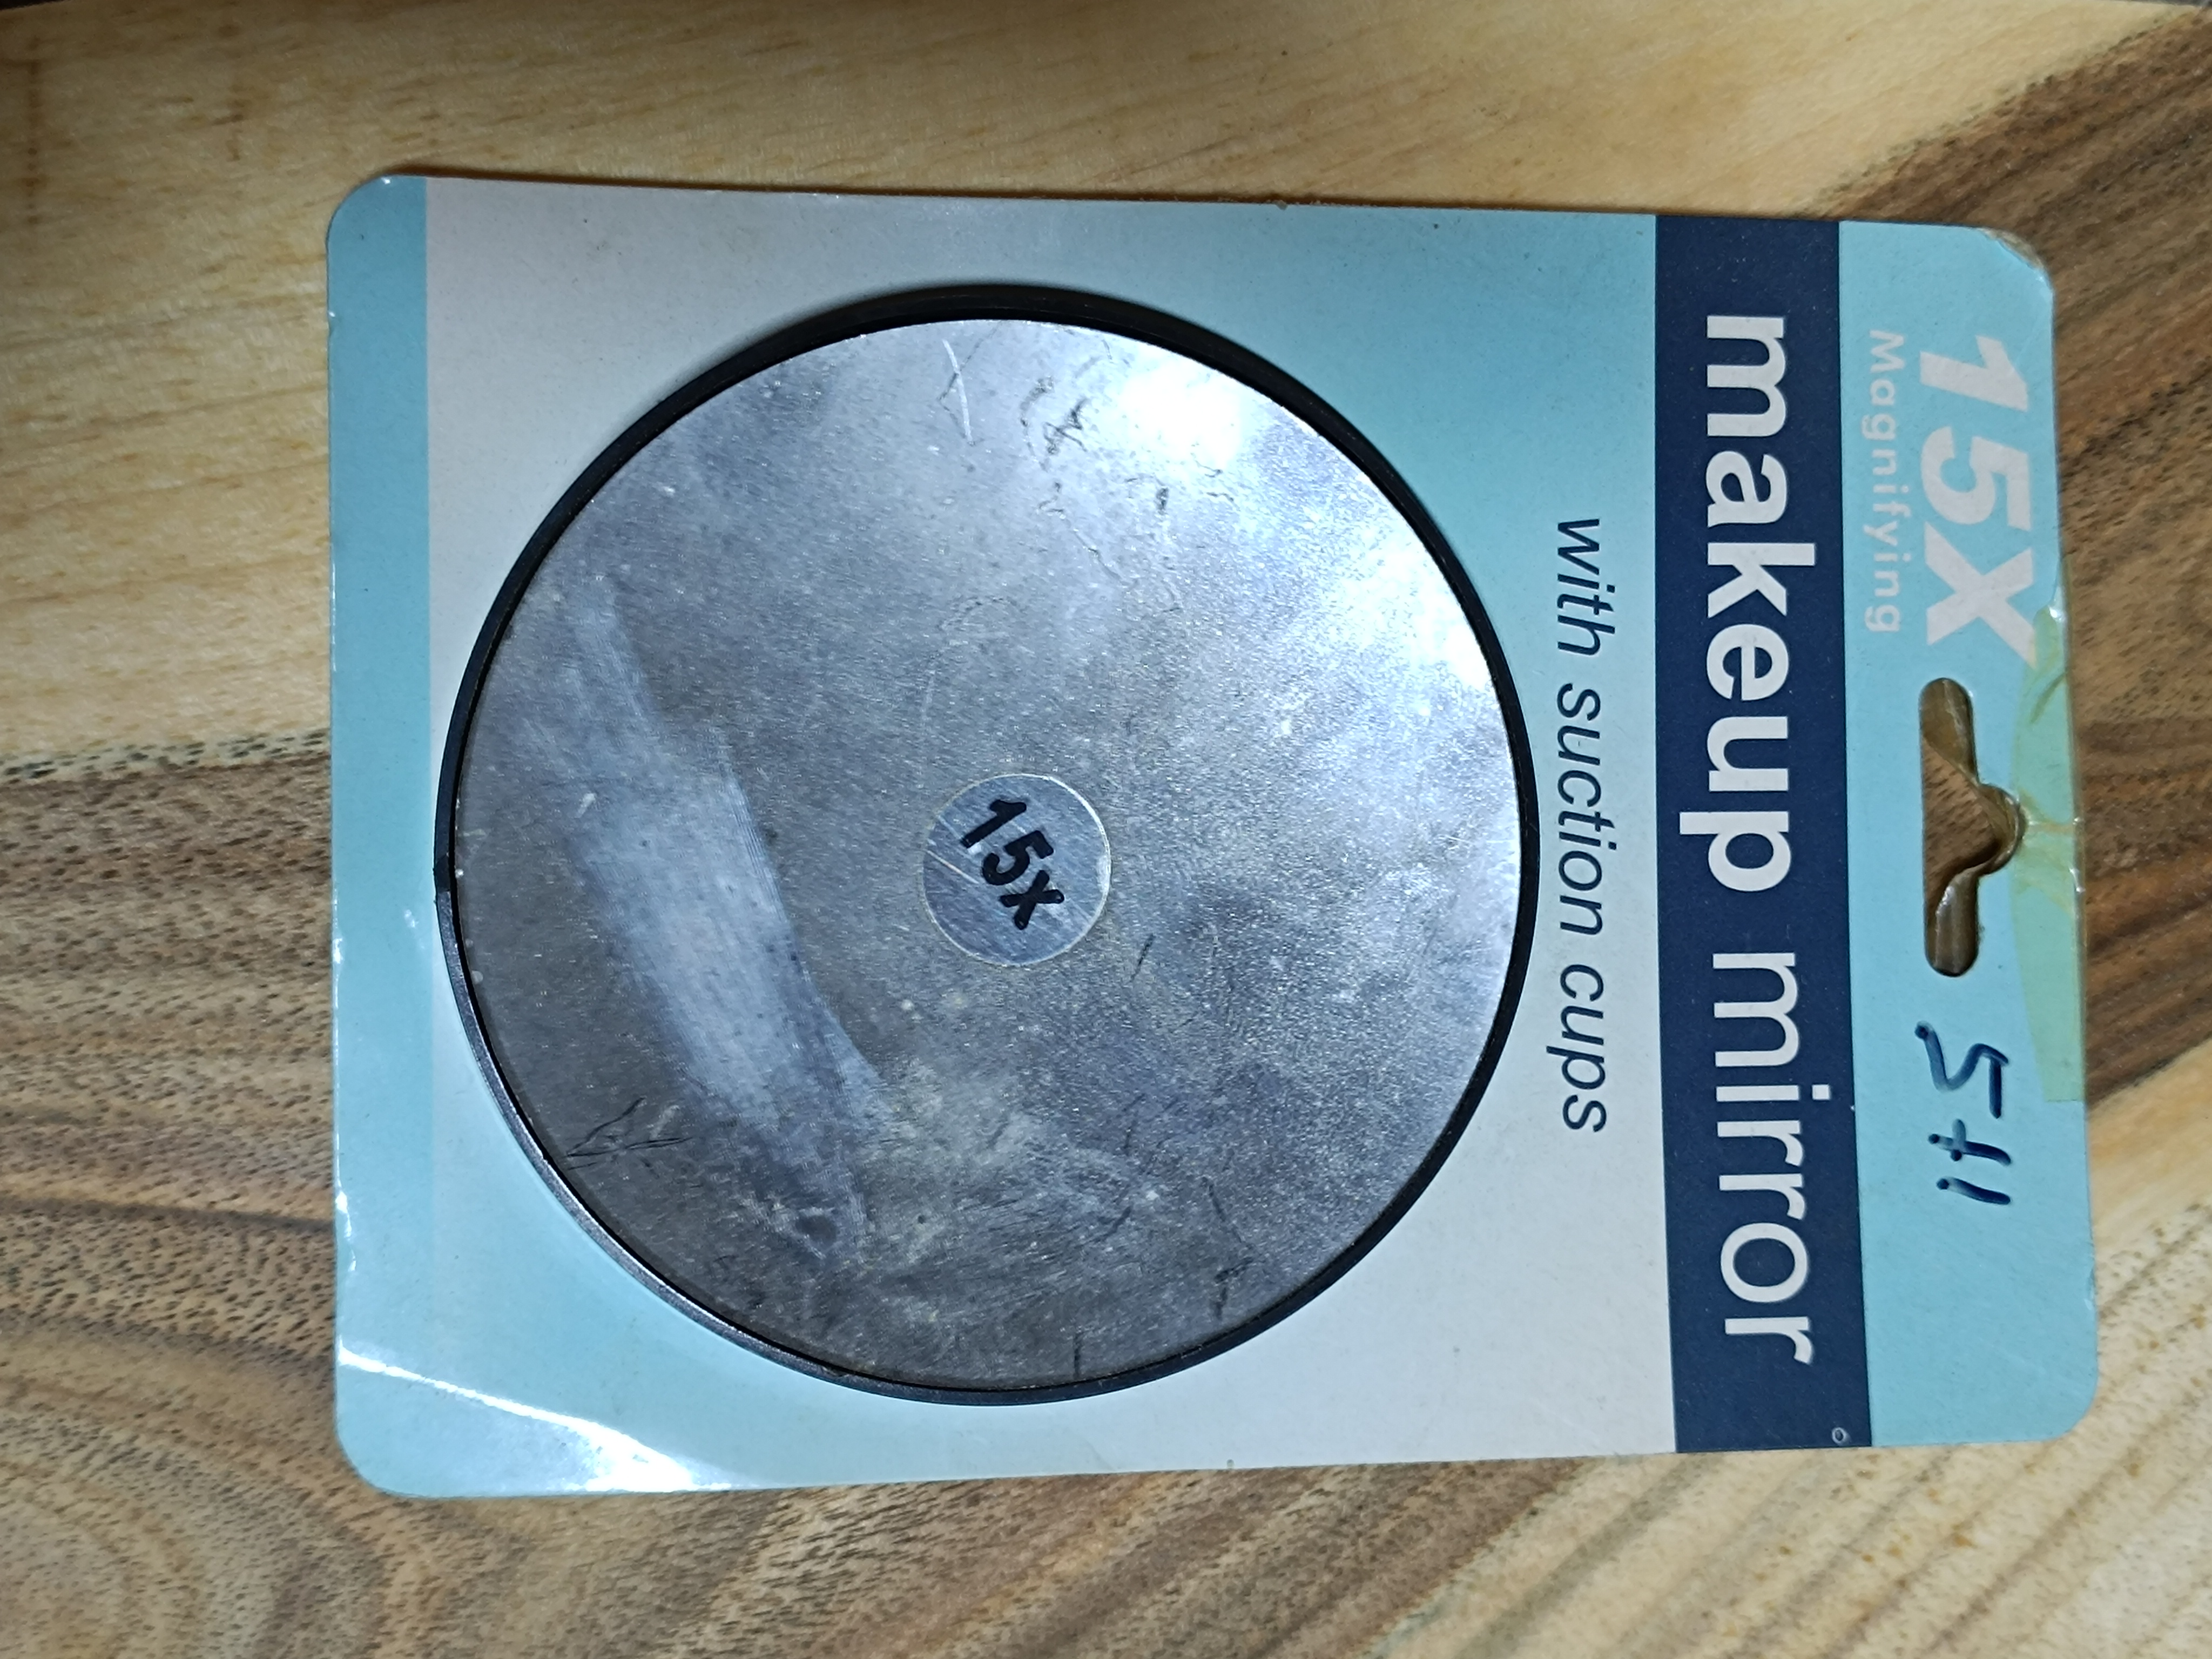 15X
Magnifying
makeup mirror
with suction cups
15x